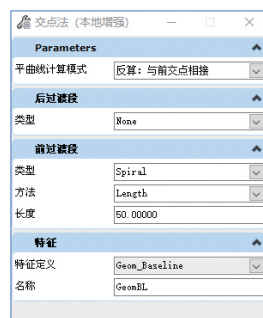 交点法（本地增强）
Parameters
平曲线计算模式 反算：与前交点相接
后过渡段
类型 None
前过渡段
类型 Spiral
方法 Length
长度 50.00000
特征
特征定义 Geom_Baseline
名称 GeomBL